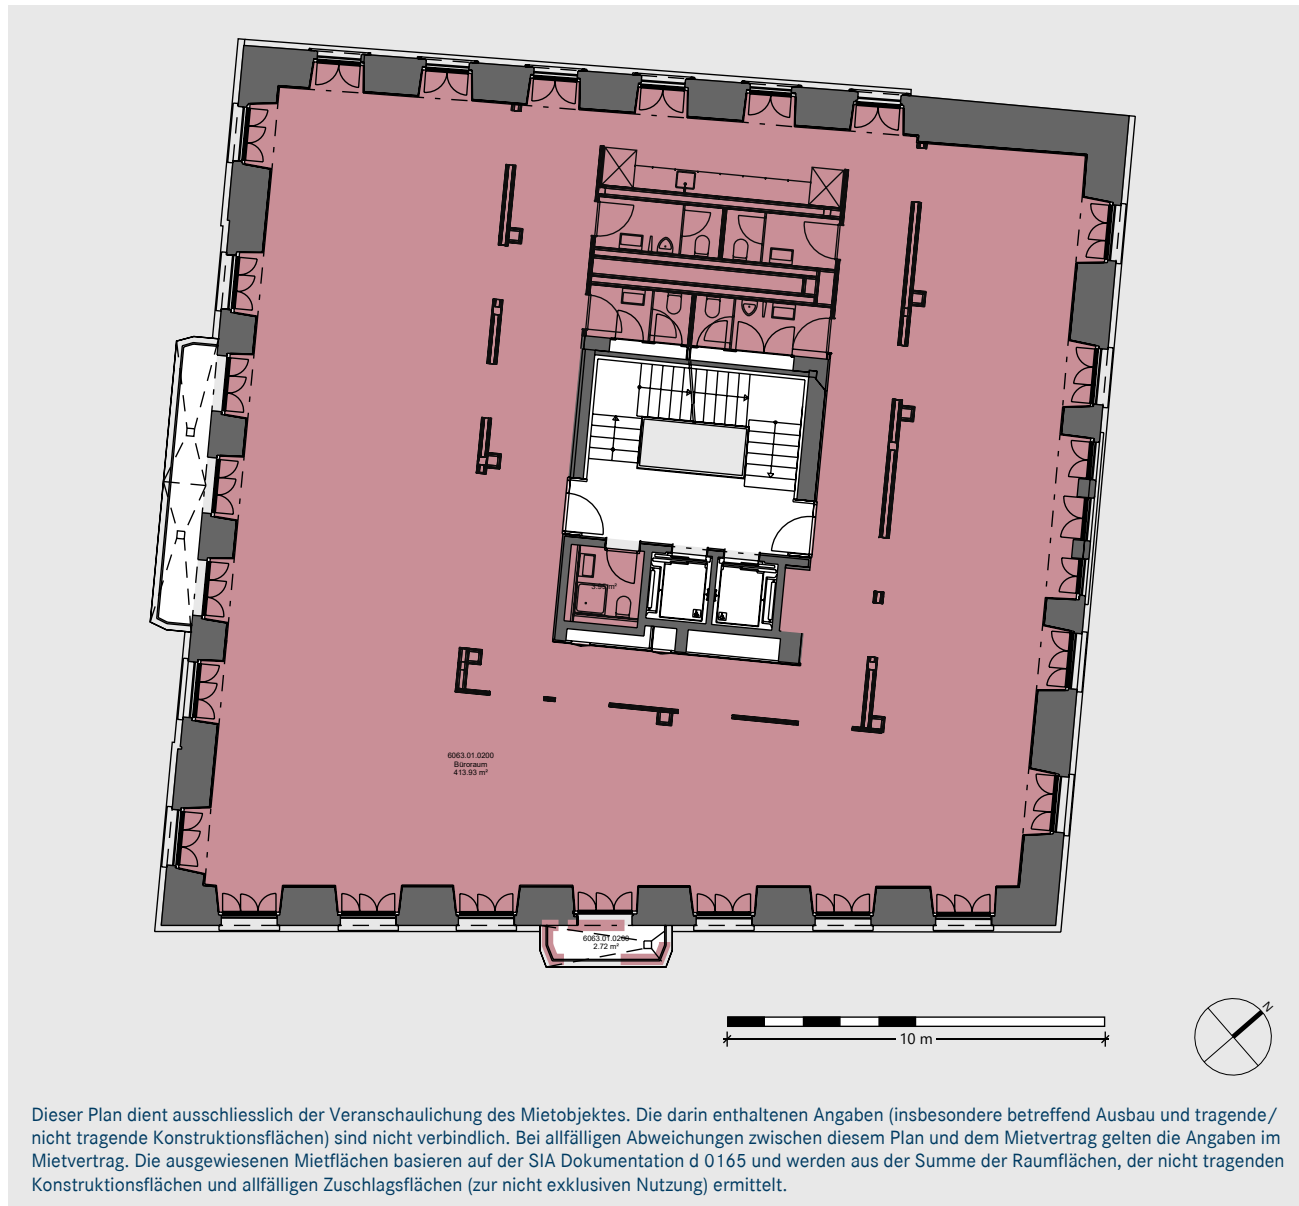 3.95 m²
6063.01.0200
Büroraum
413.93 m²
6063.01.0200
2.72 m²
10 m
N
Dieser Plan dient ausschliesslich der Veranschaulichung des Mietobjektes. Die darin enthaltenen Angaben (insbesondere betreffend Ausbau und tragende/
nicht tragende Konstruktionsflächen) sind nicht verbindlich. Bei allfälligen Abweichungen zwischen diesem Plan und dem Mietvertrag gelten die Angaben im
Mietvertrag. Die ausgewiesenen Mietflächen basieren auf der SIA Dokumentation d 0165 und werden aus der Summe der Raumflächen, der nicht tragenden
Konstruktionsflächen und allfälligen Zuschlagsflächen (zur nicht exklusiven Nutzung) ermittelt.